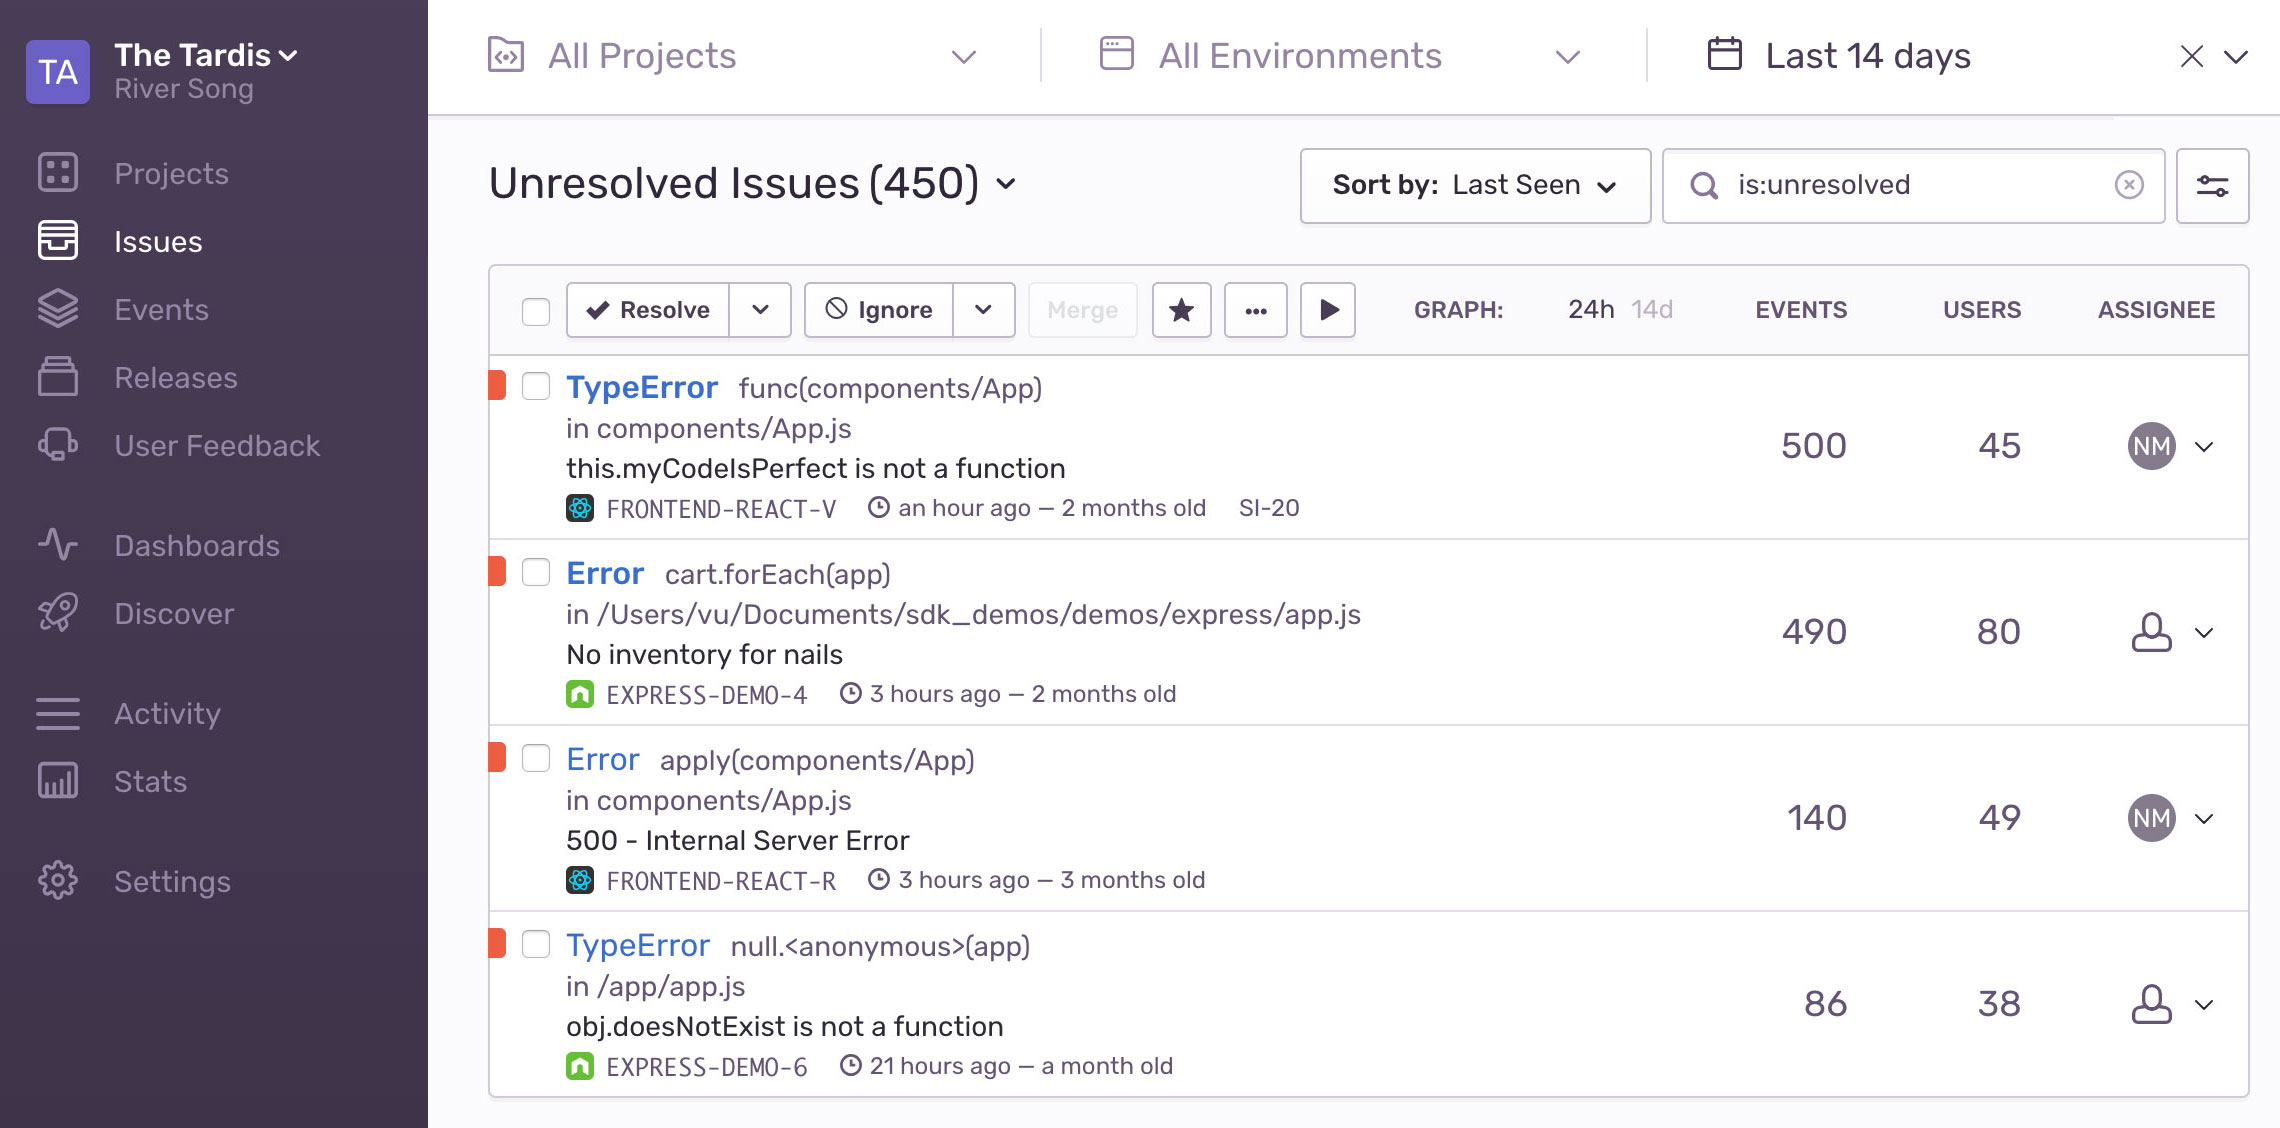 TA
The Tardis
River Song
Projects
Issues
Events
Releases
User Feedback
Dashboards
Discover
Activity
Stats
Settings
All Projects
All Environments
Last 14 days
Unresolved Issues (450)
Sort by: Last Seen
is:unresolved
Resolve
Ignore
Merge
GRAPH: 24h 14d
EVENTS
USERS
ASSIGNEE
TypeError func(components/App)
in components/App.js
this.myCodeIsPerfect is not a function
FRONTEND-REACT-V an hour ago — 2 months old SI-20
500
45
NM
Error cart.forEach(app)
in /Users/vu/Documents/sdk_demos/demos/express/app.js
No inventory for nails
EXPRESS-DEMO-4 3 hours ago — 2 months old
490
80
Error apply(components/App)
in components/App.js
500 - Internal Server Error
FRONTEND-REACT-R 3 hours ago — 3 months old
140
49
NM
TypeError null.<anonymous>(app)
in /app/app.js
obj.doesNotExist is not a function
EXPRESS-DEMO-6 21 hours ago — a month old
86
38